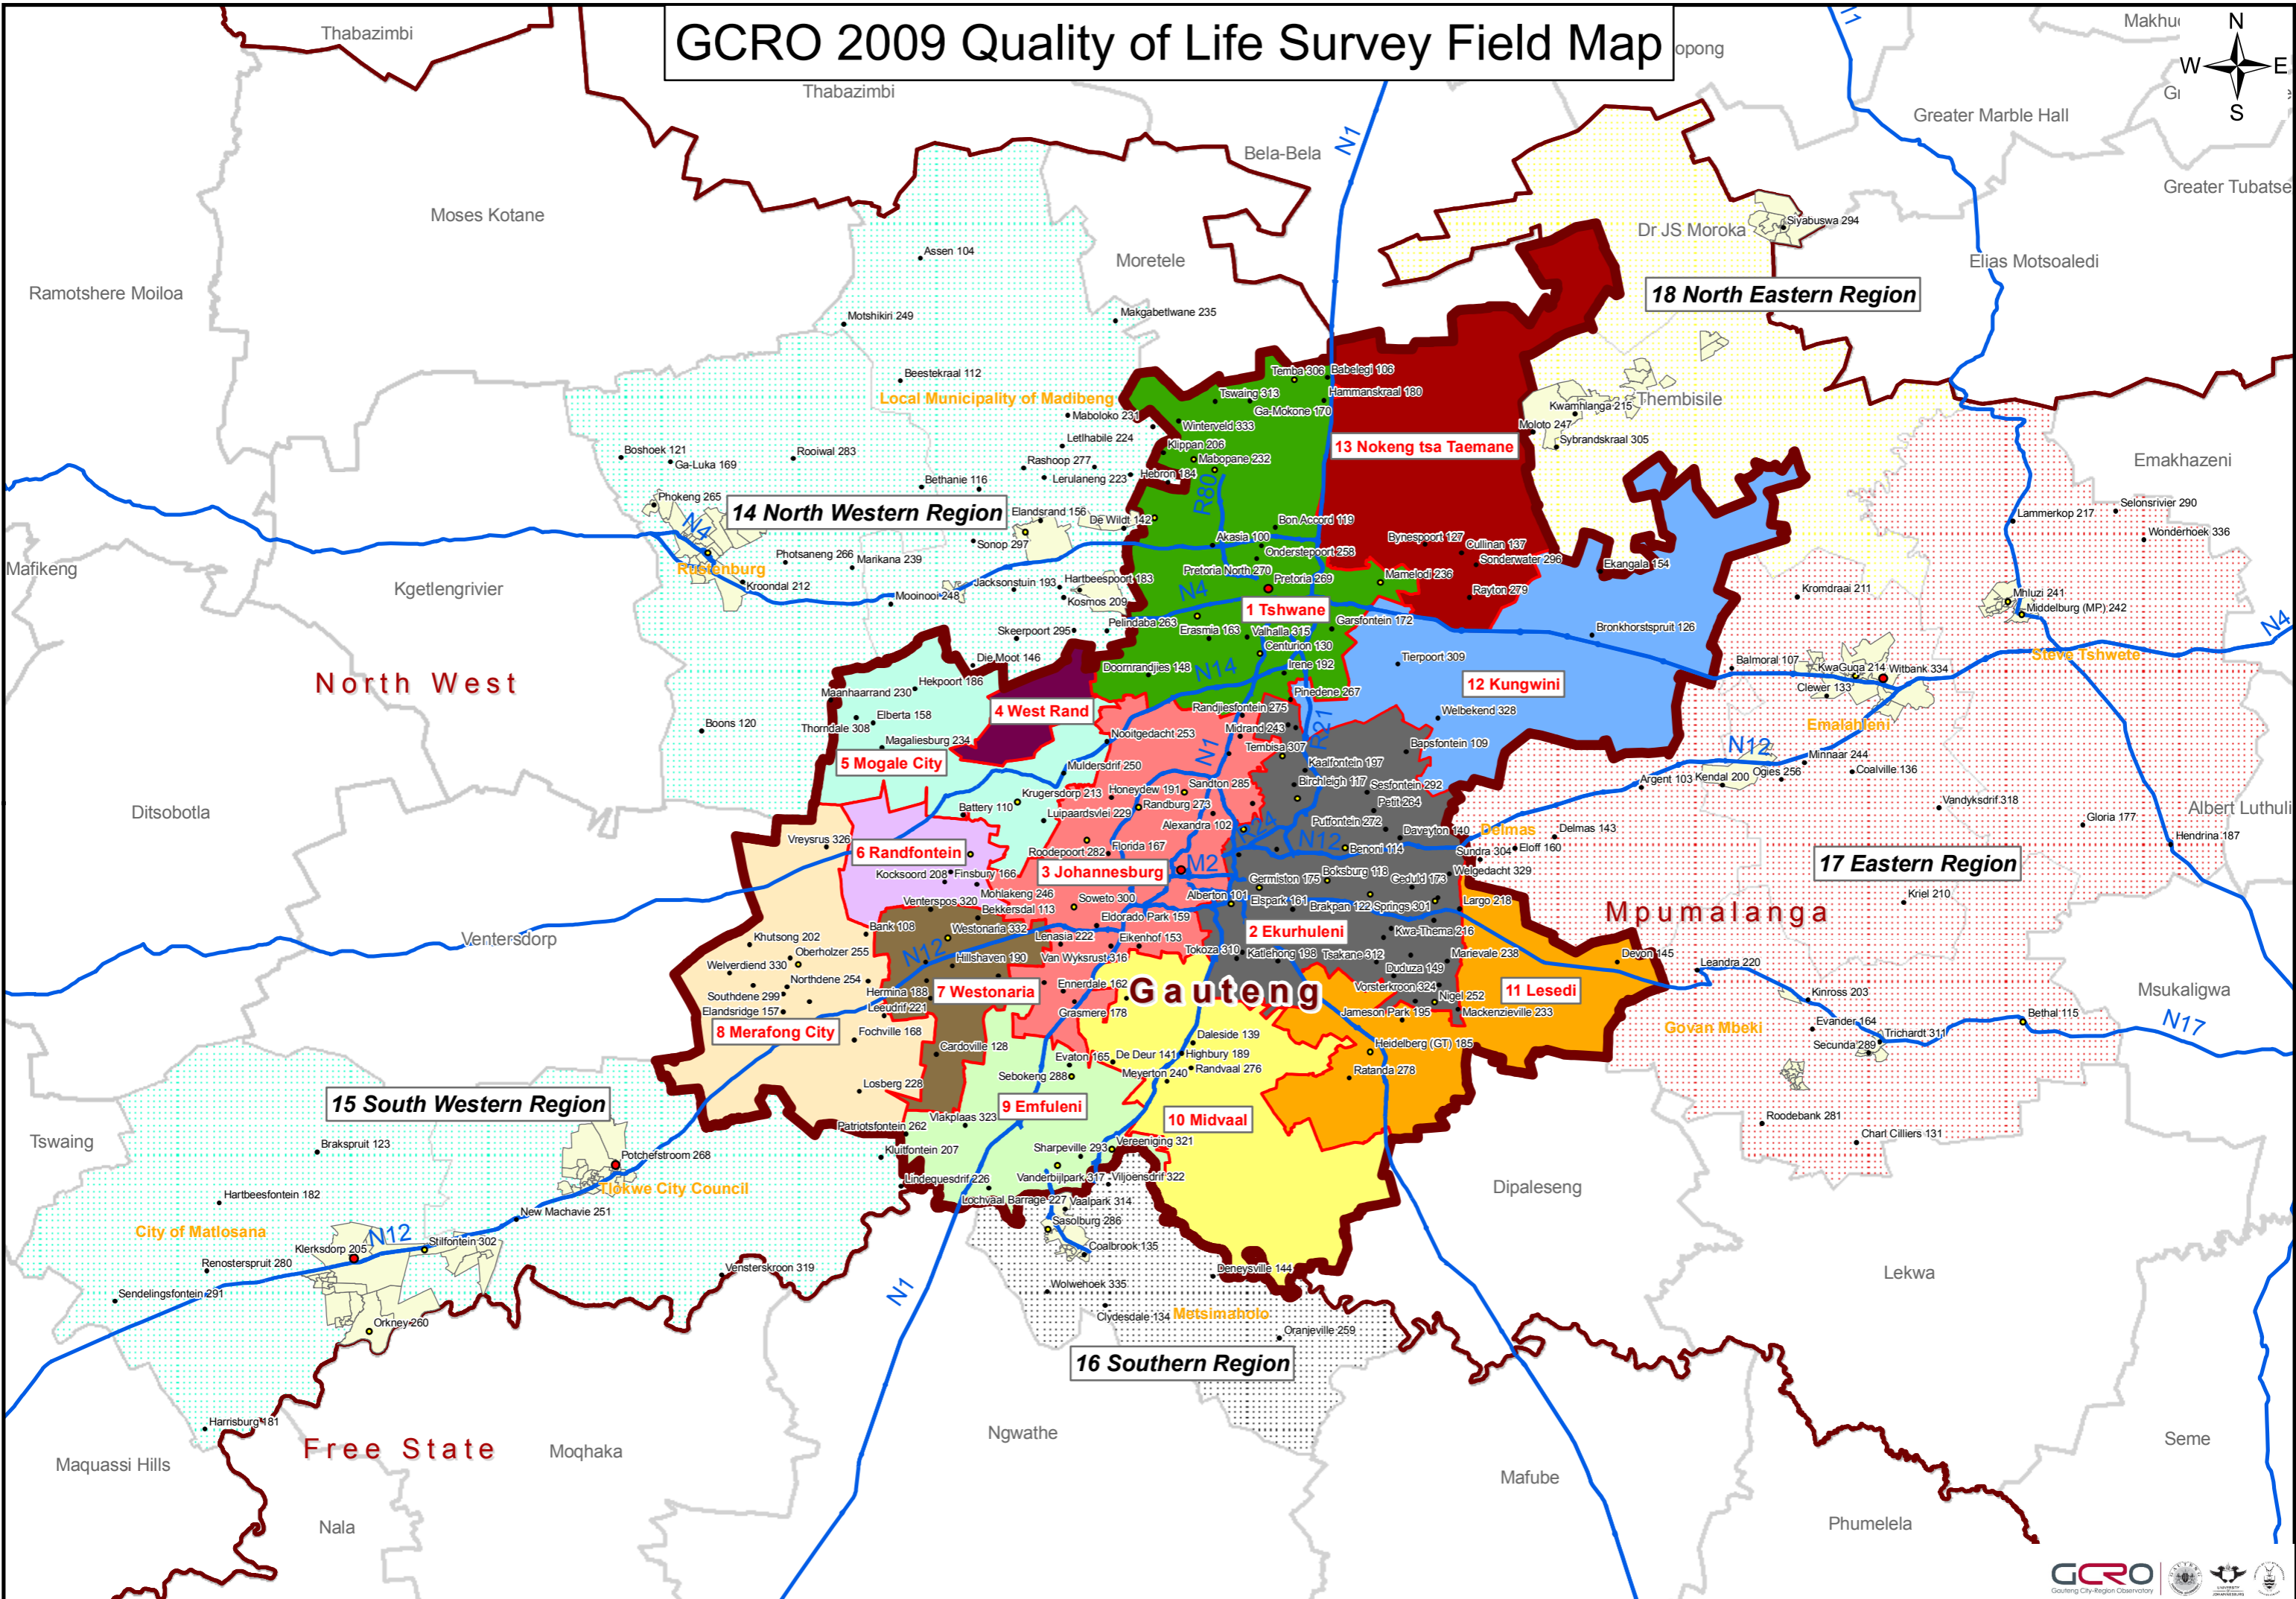 GCRO 2009 Quality of Life Survey Field Map
Thabazimbi
N1
Makhu
N
W E
S
opong
Thabazimbi
Greater Marble Hall
Bela-Bela
N1
Greater Tubatse
Moses Kotane
Siyabuswa 294
Dr JS Moroka
Assen 104
Moretele
Elias Motsoaledi
Ramotshere Moiloa
18 North Eastern Region
Motshikiri 249
Makgabetlwane 235
Temba 306
Babelegi 106
Beestekraal 112
Tswaing 313
Hammanskraal 180
Local Municipality of Madibeng
Kwamhlanga 215
Thembisile
Ga-Mokone 170
Maboloko 231
Winterveld 333
Moloto 247
Letlhabile 224
Klippan 206
13 Nokeng tsa Taemane
Sybrandskraal 305
Boshoek 121
Rooiwal 283
Mabopane 232
Ga-Luka 169
Rashoop 277
Emakhazeni
Hebron 184
Bethanie 116
Lerulaneng 223
Phokeng 265
R80
Selonsrivier 290
14 North Western Region
Elandsrand 156
De Wildt 142
Bon Accord 119
Lammerkop 217
N4
Wonderhoek 336
Sonop 297
Akasia 100
Bynespoort 127
Cullinan 137
Photsaneng 266
Marikana 239
Onderstepoort 258
Sonderwater 296
Ekangala 154
Mafikeng
Rustenburg
Pretoria North 270
Mamelodi 236
Kgetlengrivier
Kroondal 212
Jacksonstuin 193
Hartbeespoort 183
Pretoria 269
Kromdraai 211
Mooinooi 248
Kosmos 209
N4
Rayton 279
Mhluzi 241
Middelburg (MP) 242
1 Tshwane
Pelindaba 263
Garsfontein 172
N4
Skeerpoort 295
Erasmia 163
Valhalla 315
Bronkhorstspruit 126
Centurion 130
Steve Tshwete
Die Moot 146
Doornrandjies 148
N14
Irene 192
Tierpoort 309
Balmoral 107
KwaGuqa 214
Witbank 334
North West
Hekpoort 186
12 Kungwini
Clewer 133
Maanhaarrand 230
Pinedene 267
4 West Rand
Boons 120
Elberta 158
Randjiesfontein 275
Welbekend 328
Emalahleni
Thorndale 308
Midrand 243
R21
Magaliesburg 234
Nooitgedacht 253
N1
Tembisa 307
Bapsfontein 109
N12
5 Mogale City
Kaalfontein 197
Minnaar 244
Muldersdrif 250
Birchleigh 117
Sesfontein 292
Argent 103
Kendal 200
Ogies 256
Coalville 136
Krugersdorp 213
Honeydew 191
Sandton 285
Battery 110
Randburg 273
Petit 264
Ditsobotla
Luipaardsvlei 229
Vandyksdrif 318
Albert Luthuli
Alexandra 102
Putfontein 272
Gloria 177
Vreysrus 326
R24
Daveyton 140
Delmas
Delmas 143
Florida 167
N12
Hendrina 187
6 Randfontein
Roodepoort 282
Benoni 114
Sundra 304
Eloff 160
M2
3 Johannesburg
17 Eastern Region
Kocksoord 208
Finsbury 166
Germiston 175
Boksburg 118
Geduld 173
Welgedacht 329
Mohlakeng 246
Kriel 210
Venterspos 320
Soweto 300
Alberton 101
Elspark 161
Brakpan 122
Springs 301
Largo 218
Bekkersdal 113
Mpumalanga
Eldorado Park 159
Bank 108
Westonaria 332
2 Ekurhuleni
Kwa-Thema 216
Khutsong 202
Lenasia 222
Eikenhof 153
Ventersdorp
N12
Oberholzer 255
Tokoza 310
Katlehong 198
Tsakane 312
Marievale 238
Devon 145
Van Wyksrust 316
Hillshaven 190
Welverdiend 330
Duduza 149
Leandra 220
Northdene 254
Ennerdale 162
Gauteng
Vorsterkroon 324
11 Lesedi
Msukaligwa
Hermina 188
7 Westonaria
Southdene 299
Nigel 252
Kinross 203
Leeudrif 221
Elandsridge 157
Grasmere 178
Jameson Park 195
Mackenzieville 233
Bethal 115
N17
8 Merafong City
Govan Mbeki
Evander 164
Fochville 168
Daleside 139
Trichardt 311
Cardoville 128
Heidelberg (GT) 185
Secunda 289
Evaton 165
De Deur 141
Highbury 189
Sebokeng 288
Meyerton 240
Randvaal 276
Ratanda 278
Losberg 228
15 South Western Region
9 Emfuleni
10 Midvaal
Vlakplaas 323
Roodebank 281
Patriotsfontein 262
Tswaing
Vereeniging 321
Charl Cilliers 131
Brakspruit 123
Sharpeville 293
Kluitfontein 207
Potchefstroom 268
Vanderbijlpark 317
Viljoensdrif 322
Lindequesdrif 226
Tlokwe City Council
Dipaleseng
Hartbeesfontein 182
Lochvaal Barrage 227
Vaalpark 314
New Machavie 251
City of Matlosana
Sasolburg 286
N12
Klerksdorp 205
Stilfontein 302
Coalbrook 135
Renosterspruit 280
Vensterskroon 319
Deneysville 144
Lekwa
Wolwehoek 335
N1
Sendelingsfontein 291
Clydesdale 134
Metsimaholo
Orkney 260
Oranjeville 259
16 Southern Region
Harrisburg 181
Ngwathe
Free State
Moqhaka
Seme
Maquassi Hills
Mafube
Nala
Phumelela
GCRO
Gauteng City-Region Observatory